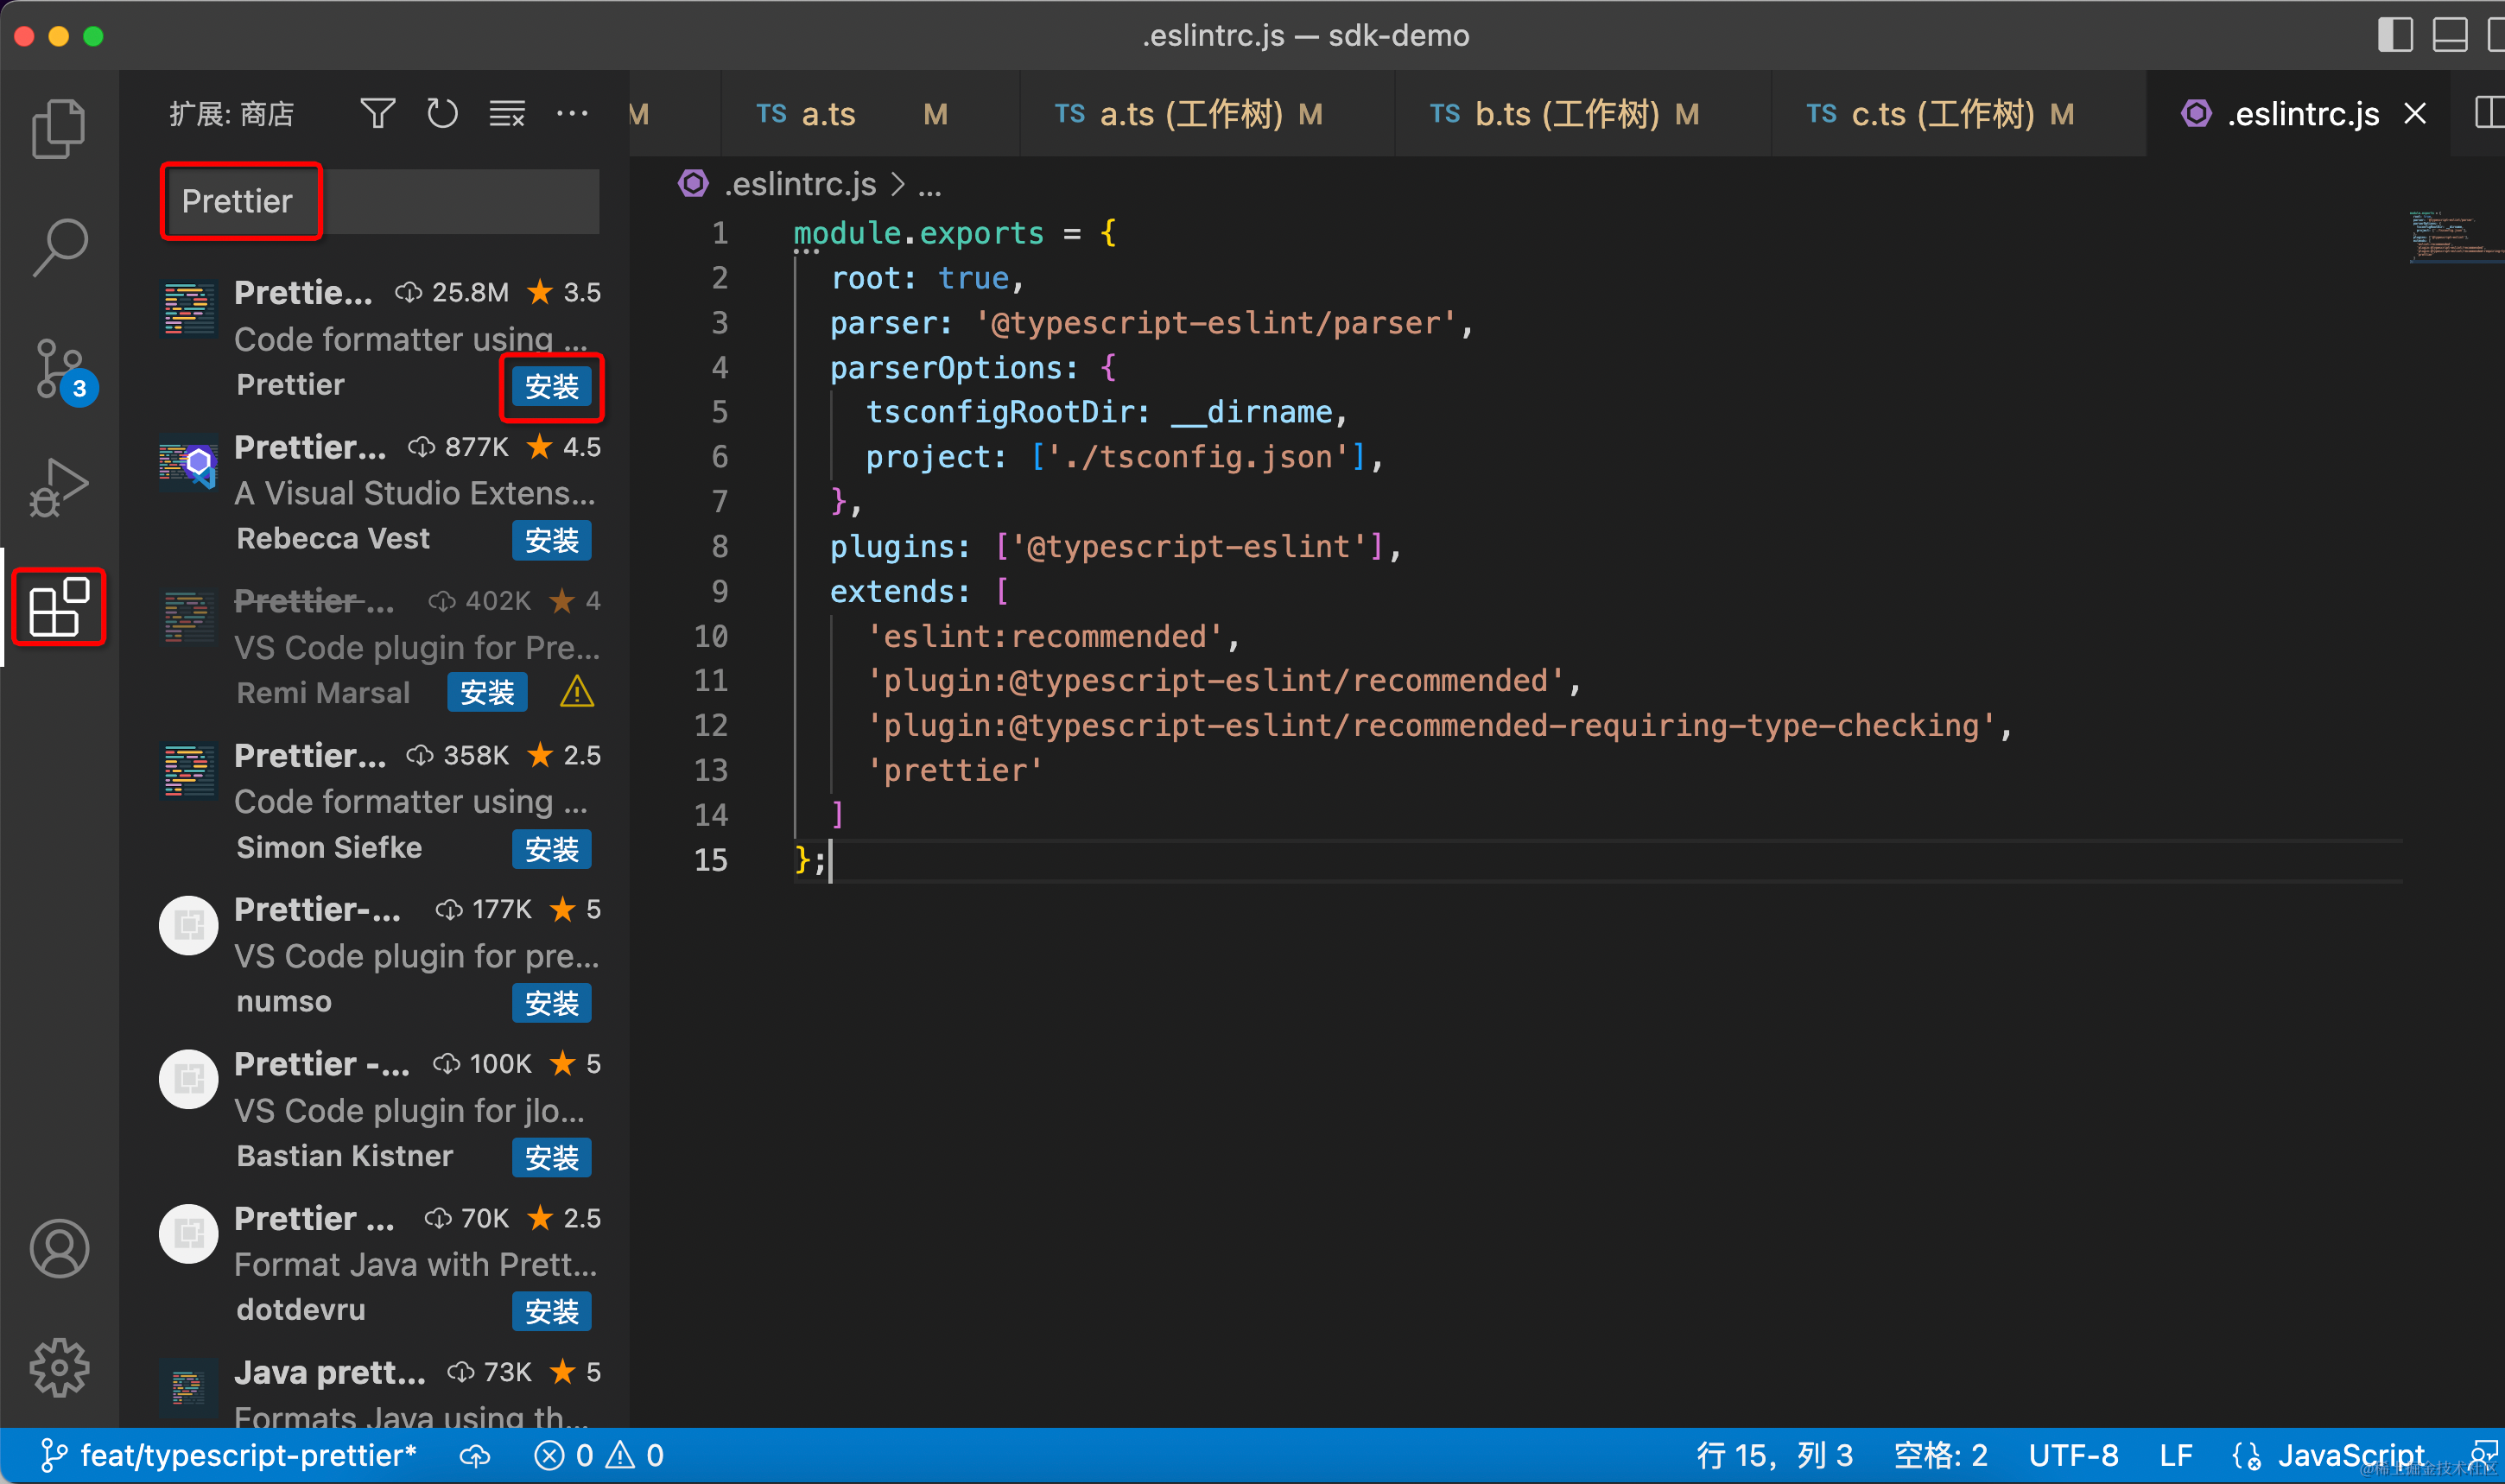 .eslintrc.js — sdk-demo
扩展: 商店
M
TS a.ts M
TS a.ts (工作树) M
TS b.ts (工作树) M
TS c.ts (工作树) M
.eslintrc.js
Prettier
Prettie... 25.8M 3.5
Code formatter using ...
Prettier 安装
Prettier... 877K 4.5
A Visual Studio Extens...
Rebecca Vest 安装
Prettier ... 402K 4
VS Code plugin for Pre...
Remi Marsal 安装
Prettier... 358K 2.5
Code formatter using ...
Simon Siefke 安装
Prettier-... 177K 5
VS Code plugin for pre...
numso 安装
Prettier -... 100K 5
VS Code plugin for jlo...
Bastian Kistner 安装
Prettier ... 70K 2.5
Format Java with Prett...
dotdevru 安装
Java prett... 73K 5
Formats Java using th...
3
.eslintrc.js > ...
1 module.exports = {
2 root: true,
3 parser: '@typescript-eslint/parser',
4 parserOptions: {
5 tsconfigRootDir: __dirname,
6 project: ['./tsconfig.json'],
7 },
8 plugins: ['@typescript-eslint'],
9 extends: [
10 'eslint:recommended',
11 'plugin:@typescript-eslint/recommended',
12 'plugin:@typescript-eslint/recommended-requiring-type-checking',
13 'prettier'
14 ]
15 };
feat/typescript-prettier* 0 0
行 15，列 3 空格: 2 UTF-8 LF JavaScript
@稀土掘金技术社区